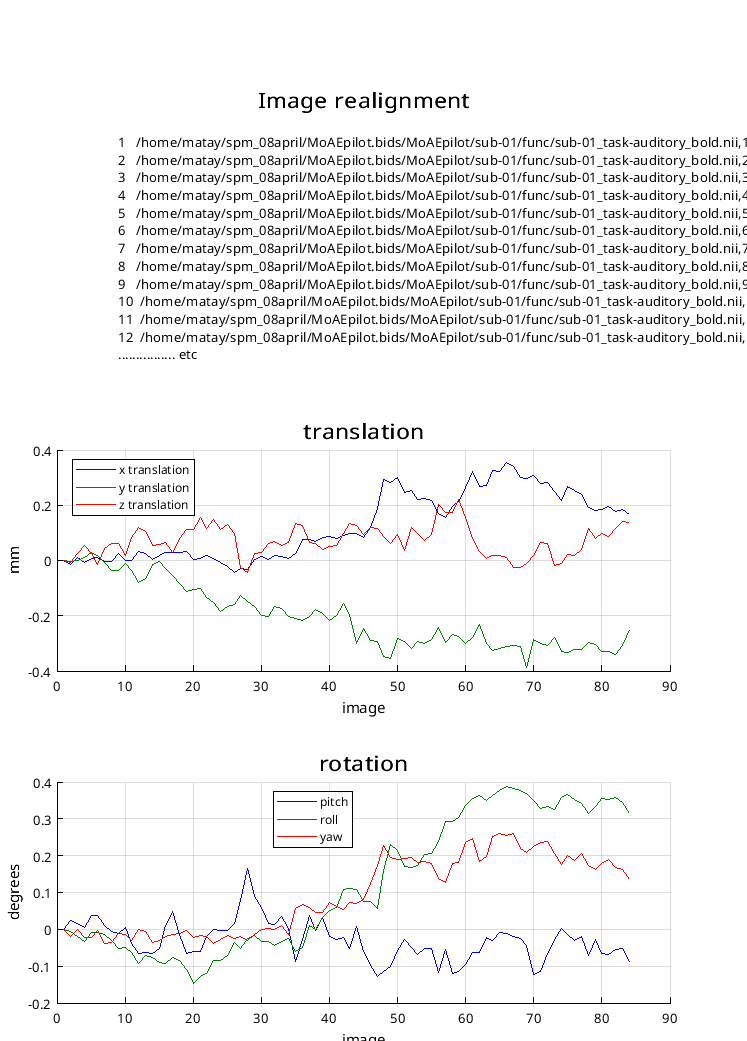 Image realignment
1 /home/matay/spm_08april/MoAEpilot.bids/MoAEpilot/sub-01/func/sub-01_task-auditory_bold.nii,1
2 /home/matay/spm_08april/MoAEpilot.bids/MoAEpilot/sub-01/func/sub-01_task-auditory_bold.nii,2
3 /home/matay/spm_08april/MoAEpilot.bids/MoAEpilot/sub-01/func/sub-01_task-auditory_bold.nii,3
4 /home/matay/spm_08april/MoAEpilot.bids/MoAEpilot/sub-01/func/sub-01_task-auditory_bold.nii,4
5 /home/matay/spm_08april/MoAEpilot.bids/MoAEpilot/sub-01/func/sub-01_task-auditory_bold.nii,5
6 /home/matay/spm_08april/MoAEpilot.bids/MoAEpilot/sub-01/func/sub-01_task-auditory_bold.nii,6
7 /home/matay/spm_08april/MoAEpilot.bids/MoAEpilot/sub-01/func/sub-01_task-auditory_bold.nii,7
8 /home/matay/spm_08april/MoAEpilot.bids/MoAEpilot/sub-01/func/sub-01_task-auditory_bold.nii,8
9 /home/matay/spm_08april/MoAEpilot.bids/MoAEpilot/sub-01/func/sub-01_task-auditory_bold.nii,9
10 /home/matay/spm_08april/MoAEpilot.bids/MoAEpilot/sub-01/func/sub-01_task-auditory_bold.nii,
11 /home/matay/spm_08april/MoAEpilot.bids/MoAEpilot/sub-01/func/sub-01_task-auditory_bold.nii,
12 /home/matay/spm_08april/MoAEpilot.bids/MoAEpilot/sub-01/func/sub-01_task-auditory_bold.nii,
................ etc
translation
0.4
x translation
y translation
z translation
0.2
mm
0
-0.2
-0.4
0 10 20 30 40 50 60 70 80 90
image
rotation
0.4
pitch
roll
yaw
0.3
0.2
degrees
0.1
0
-0.1
-0.2
0 10 20 30 40 50 60 70 80 90
image